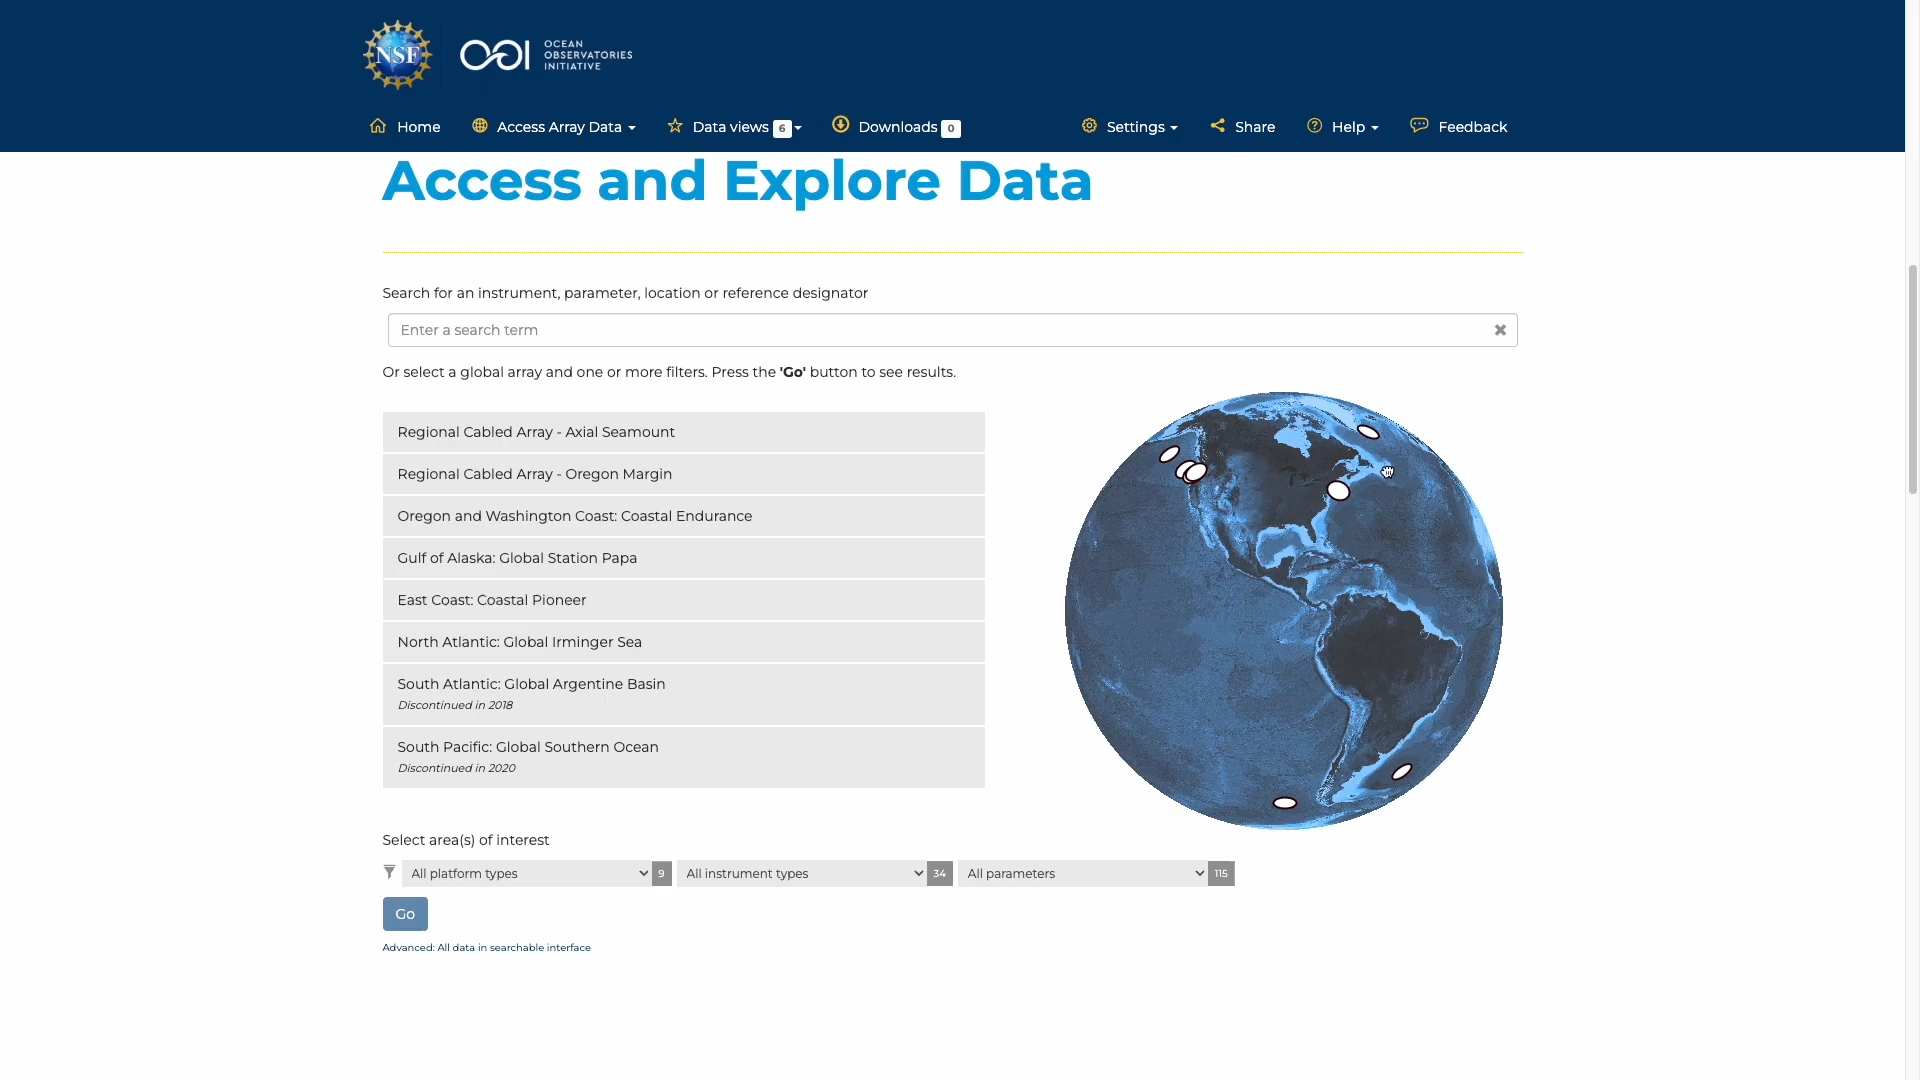 NSF
OOI
OCEAN
OBSERVATORIES
INITIATIVE
Home
Access Array Data
Data views 6
Downloads 0
Settings
Share
Help
Feedback
Access and Explore Data
Search for an instrument, parameter, location or reference designator
Enter a search term
Or select a global array and one or more filters. Press the 'Go' button to see results.
Regional Cabled Array - Axial Seamount
Regional Cabled Array - Oregon Margin
Oregon and Washington Coast: Coastal Endurance
Gulf of Alaska: Global Station Papa
East Coast: Coastal Pioneer
North Atlantic: Global Irminger Sea
South Atlantic: Global Argentine Basin
Discontinued in 2018
South Pacific: Global Southern Ocean
Discontinued in 2020
Select area(s) of interest
All platform types 9
All instrument types 34
All parameters 115
Go
Advanced: All data in searchable interface